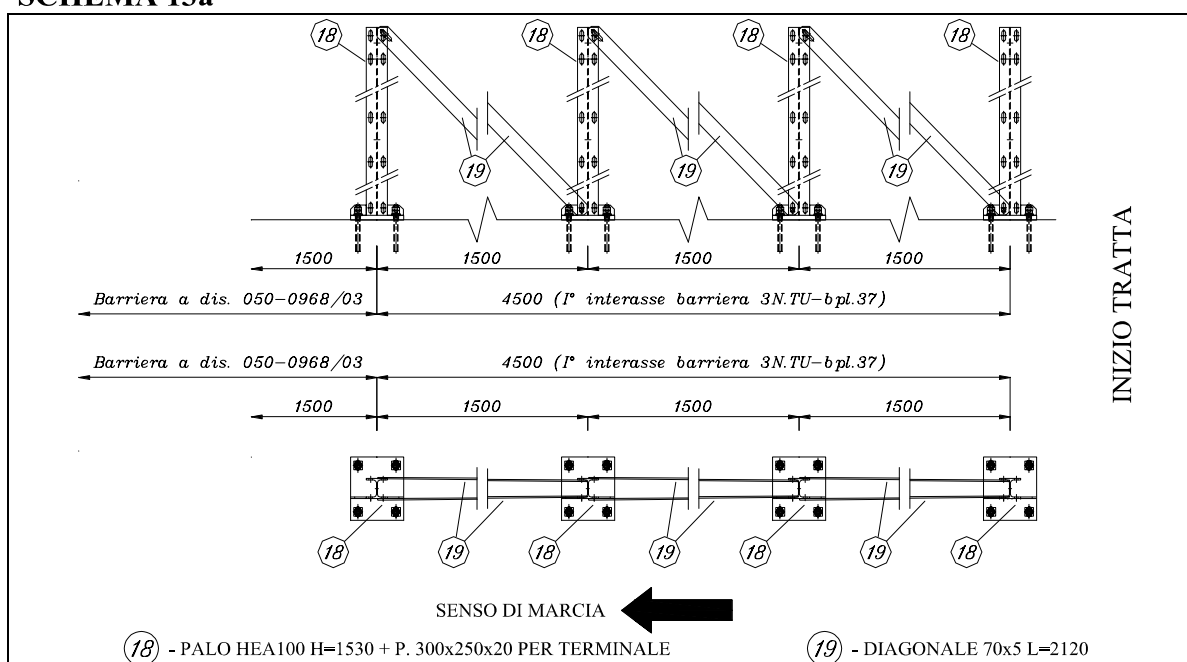 SCHEMA 13a
18 18 18 18
19 19 19
INIZIO TRATTA
1500 1500 1500 1500
Barriera a dis. 050-0968/03 4500 (I° interasse barriera 3N.TU-bpl.37)
Barriera a dis. 050-0968/03 4500 (I° interasse barriera 3N.TU-bpl.37)
1500 1500 1500 1500
18 19 18 19 18 19 18
SENSO DI MARCIA
18 - PALO HEA100 H=1530 + P. 300x250x20 PER TERMINALE 19 - DIAGONALE 70x5 L=2120